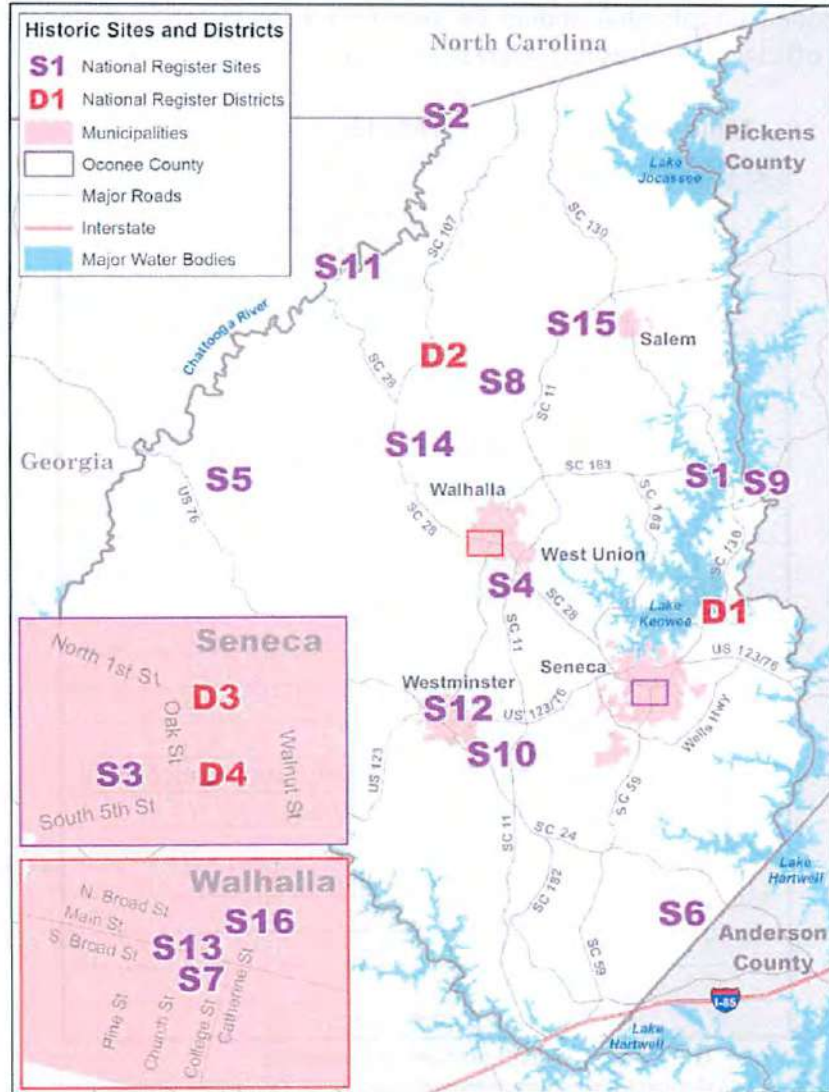 Historic Sites and Districts
S1 National Register Sites
D1 National Register Districts
Municipalities
Oconee County
Major Roads
Interstate
Major Water Bodies
North Carolina
S2
Pickens
County
Lake
Jocassee
SC 107
SC 130
S11
Chattooga River
S15
Salem
D2
S8
SC 28
SC 11
S14
Georgia
S5
US 76
SC 183
S1
S9
Walhalla
SC 188
SC 28
SC 130
West Union
S4
SC 28
Lake
Keowee
D1
SC 11
Seneca
US 123/76
Westminster
S12
US 123/76
Wells Hwy
S10
US 123
SC 59
SC 11
SC 24
SC 182
S6
Lake
Hartwell
Anderson
County
SC 59
I-85
Lake
Hartwell
Seneca
North 1st St
D3
Oak St
Walnut St
S3
D4
South 5th St
Walhalla
N. Broad St
Main St
S. Broad St
S16
S13
S7
Pine St
Church St
College St
Catherine St